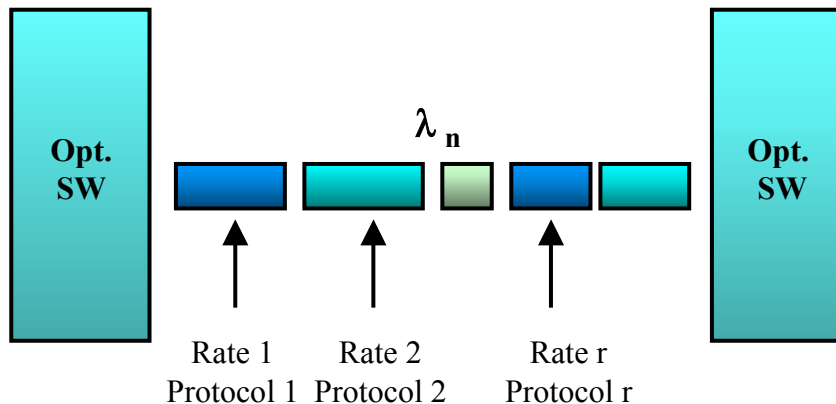 λ n
Opt.
SW
Opt.
SW
Rate 1
Protocol 1
Rate 2
Protocol 2
Rate r
Protocol r